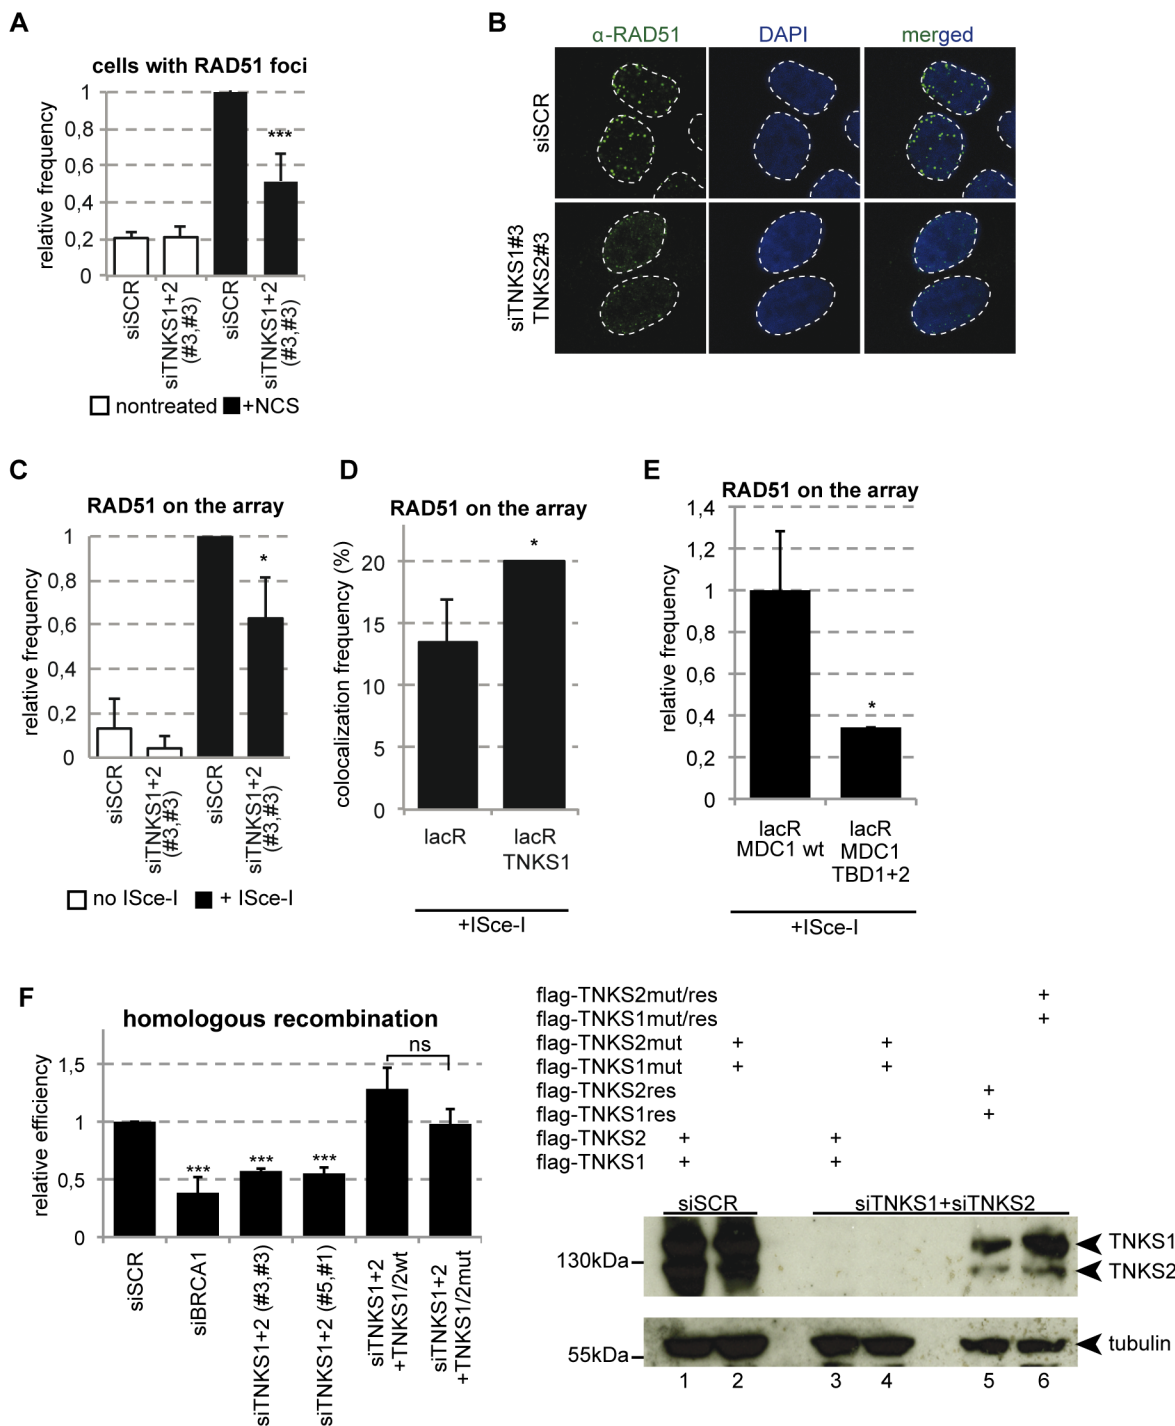 A
cells with RAD51 foci
relative frequency
1
0,8
0,6
0,4
0,2
0
***
siSCR
siTNKS1+2
(#3,#3)
siSCR
siTNKS1+2
(#3,#3)
nontreated
+NCS
B
α-RAD51
DAPI
merged
siSCR
siTNKS1#3
TNKS2#3
C
RAD51 on the array
relative frequency
1
0,8
0,6
0,4
0,2
0
*
siSCR
siTNKS1+2
(#3,#3)
siSCR
siTNKS1+2
(#3,#3)
no ISce-I
+ ISce-I
D
RAD51 on the array
colocalization frequency (%)
20
15
10
5
0
*
lacR
lacR
TNKS1
+ISce-I
E
RAD51 on the array
relative frequency
1,4
1,2
1
0,8
0,6
0,4
0,2
0
*
lacR
MDC1 wt
lacR
MDC1
TBD1+2
+ISce-I
F
homologous recombination
relative efficiency
1,5
1
0,5
0
***
***
***
ns
siSCR
siBRCA1
siTNKS1+2 (#3,#3)
siTNKS1+2 (#5,#1)
siTNKS1+2
+TNKS1/2wt
siTNKS1+2
+TNKS1/2mut
flag-TNKS2mut/res +
flag-TNKS1mut/res +
flag-TNKS2mut + +
flag-TNKS1mut + +
flag-TNKS2res +
flag-TNKS1res +
flag-TNKS2 + +
flag-TNKS1 + +
siSCR
siTNKS1+siTNKS2
130kDa
TNKS1
TNKS2
55kDa
tubulin
1 2 3 4 5 6